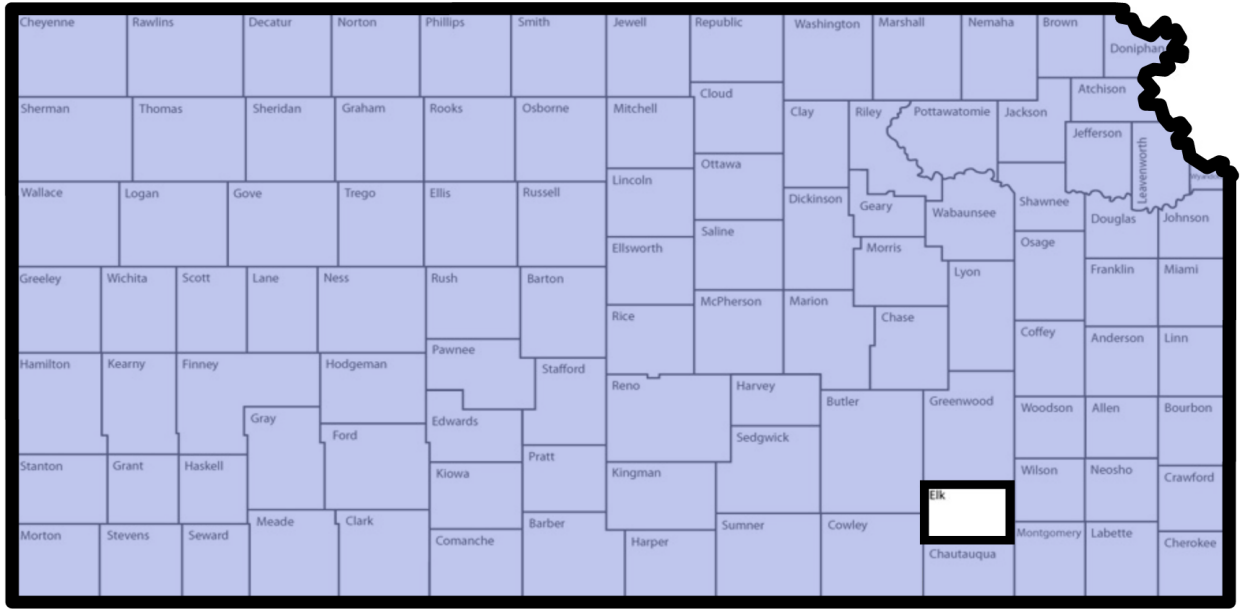 Cheyenne Rawlins Decatur Norton Phillips Smith Jewell Republic Washington Marshall Nemaha Brown
Doniphan
Atchison
Cloud
Sherman Thomas Sheridan Graham Rooks Osborne Mitchell Clay Riley Pottawatomie Jackson
Jefferson
Leavenworth
Ottawa
Wyandotte
Lincoln
Wallace Logan Gove Trego Ellis Russell Dickinson Geary Wabaunsee Shawnee Douglas Johnson
Saline
Ellsworth Morris Osage
Greeley Wichita Scott Lane Ness Rush Barton Lyon Franklin Miami
McPherson Marion
Rice Chase
Coffey Anderson Linn
Pawnee
Hamilton Kearny Finney Hodgeman Stafford
Reno Harvey
Butler Greenwood Woodson Allen Bourbon
Gray Edwards
Ford Sedgwick
Pratt
Stanton Grant Haskell Kiowa Kingman Wilson Neosho Crawford
Elk
Meade Clark Barber Sumner Cowley
Morton Stevens Seward Comanche Harper Montgomery Labette Cherokee
Chautauqua